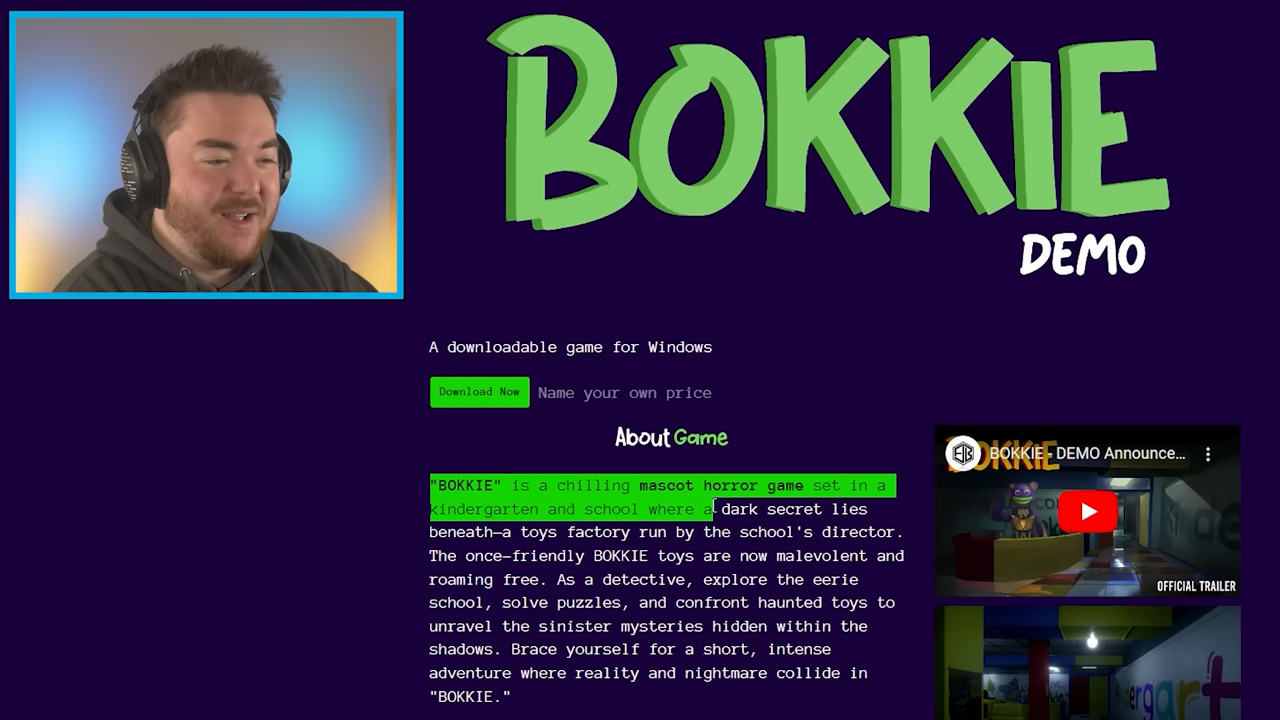 BOKKIE
DEMO
A downloadable game for Windows
Download Now Name your own price
About Game
"BOKKIE" is a chilling mascot horror game set in a
kindergarten and school where a dark secret lies
beneath—a toys factory run by the school's director.
The once-friendly BOKKIE toys are now malevolent and
roaming free. As a detective, explore the eerie
school, solve puzzles, and confront haunted toys to
unravel the sinister mysteries hidden within the
shadows. Brace yourself for a short, intense
adventure where reality and nightmare collide in
"BOKKIE."
BOKKIE
BOKKIE - DEMO Announce...
OFFICIAL TRAILER